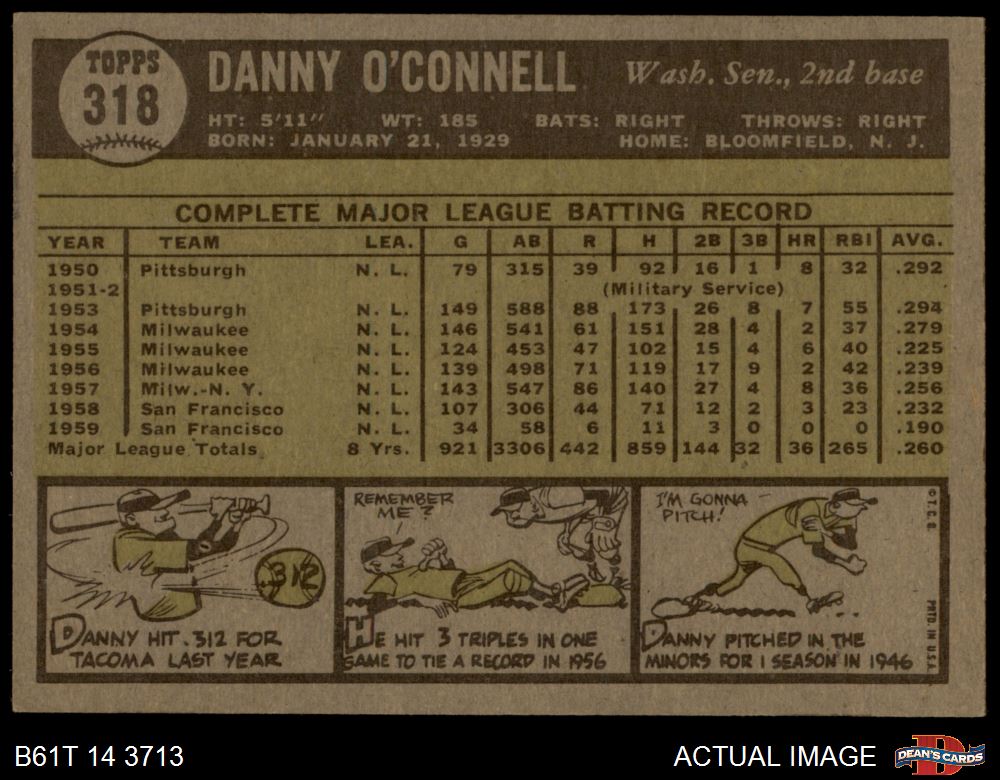 TOPPS
318
DANNY O'CONNELL Wash. Sen., 2nd base
HT: 5'11" WT: 185 BATS: RIGHT THROWS: RIGHT
BORN: JANUARY 21, 1929 HOME: BLOOMFIELD, N. J.
COMPLETE MAJOR LEAGUE BATTING RECORD
YEAR TEAM LEA. G AB R H 2B 3B HR RBI AVG.
1950 Pittsburgh N. L. 79 315 39 92 16 1 8 32 .292
1951-2 (Military Service)
1953 Pittsburgh N. L. 149 588 88 173 26 8 7 55 .294
1954 Milwaukee N. L. 146 541 61 151 28 4 2 37 .279
1955 Milwaukee N. L. 124 453 47 102 15 4 6 40 .225
1956 Milwaukee N. L. 139 498 71 119 17 9 2 42 .239
1957 Milw.-N. Y. N. L. 143 547 86 140 27 4 8 36 .256
1958 San Francisco N. L. 107 306 44 71 12 2 3 23 .232
1959 San Francisco N. L. 34 58 6 11 3 0 0 0 .190
Major League Totals 8 Yrs. 921 3306 442 859 144 32 36 265 .260
.312
DANNY HIT .312 FOR
TACOMA LAST YEAR
REMEMBER
ME?
HE HIT 3 TRIPLES IN ONE
GAME TO TIE A RECORD IN 1956
I'M GONNA
PITCH!
DANNY PITCHED IN THE
MINORS FOR 1 SEASON IN 1946
© T.C.G. PRTD. IN U.S.A.
B61T 14 3713
ACTUAL IMAGE
DEAN'S CARDS